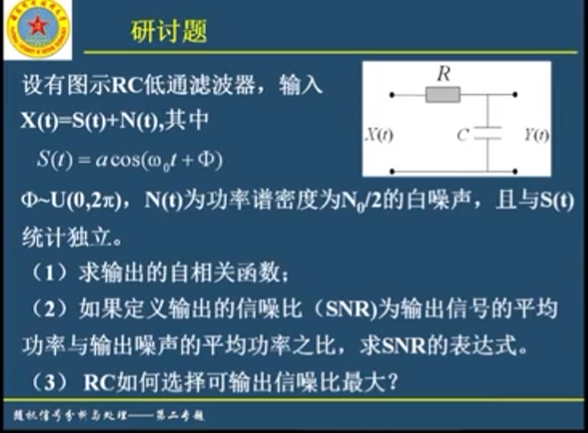 研讨题
设有图示RC低通滤波器，输入
X(t)=S(t)+N(t),其中
S(t) = a cos(ω₀t + Φ)
R
X(t)
C
Y(t)
Φ~U(0,2π)，N(t)为功率谱密度为N₀/2的白噪声，且与S(t)
统计独立。
（1）求输出的自相关函数；
（2）如果定义输出的信噪比（SNR)为输出信号的平均
功率与输出噪声的平均功率之比，求SNR的表达式。
（3） RC如何选择可输出信噪比最大？
随机信号分析与处理——第二专题